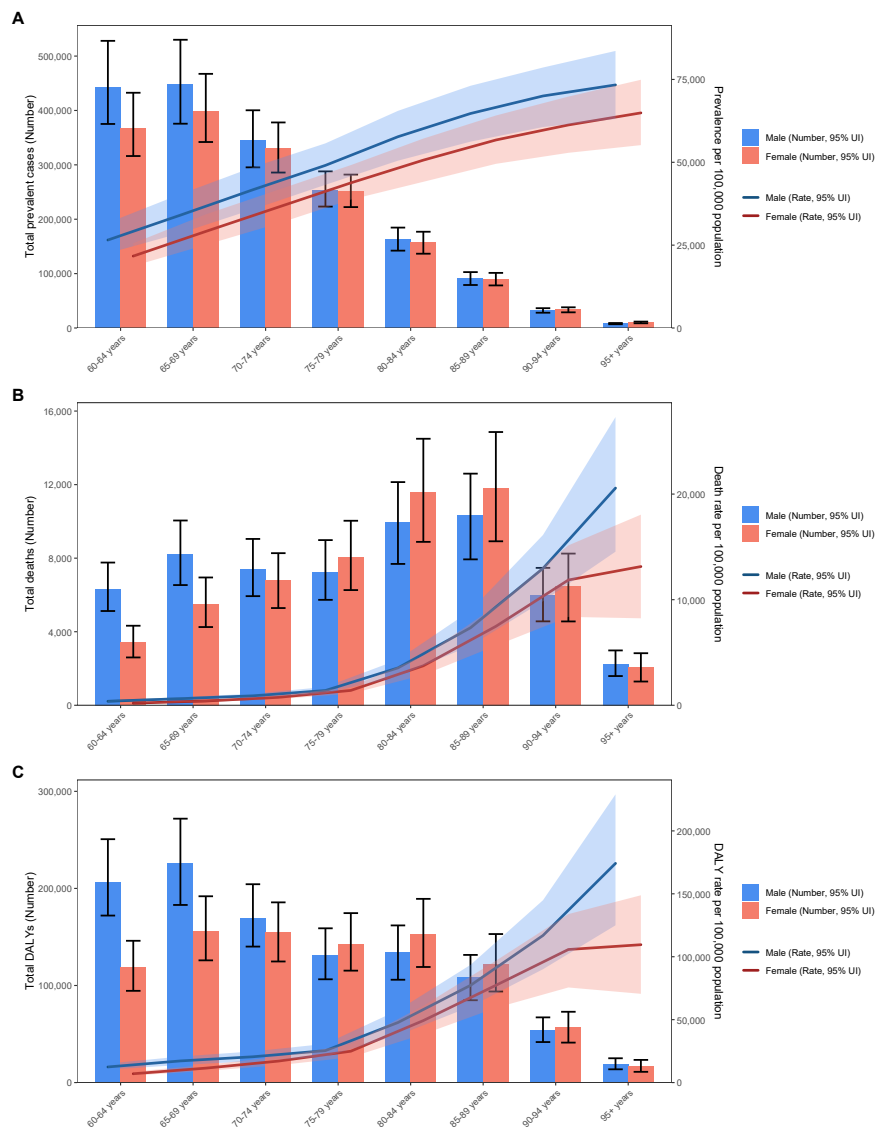 A
Total prevalent cases (Number)
500,000
400,000
300,000
200,000
100,000
0
75,000
50,000
25,000
0
Prevalence per 100,000 population
60-64 years
65-69 years
70-74 years
75-79 years
80-84 years
85-89 years
90-94 years
95+ years
Male (Number, 95% UI)
Female (Number, 95% UI)
Male (Rate, 95% UI)
Female (Rate, 95% UI)
B
Total deaths (Number)
16,000
12,000
8,000
4,000
0
20,000
10,000
0
Death rate per 100,000 population
60-64 years
65-69 years
70-74 years
75-79 years
80-84 years
85-89 years
90-94 years
95+ years
Male (Number, 95% UI)
Female (Number, 95% UI)
Male (Rate, 95% UI)
Female (Rate, 95% UI)
C
Total DALYs (Number)
300,000
200,000
100,000
0
200,000
150,000
100,000
50,000
0
DALY rate per 100,000 population
60-64 years
65-69 years
70-74 years
75-79 years
80-84 years
85-89 years
90-94 years
95+ years
Male (Number, 95% UI)
Female (Number, 95% UI)
Male (Rate, 95% UI)
Female (Rate, 95% UI)